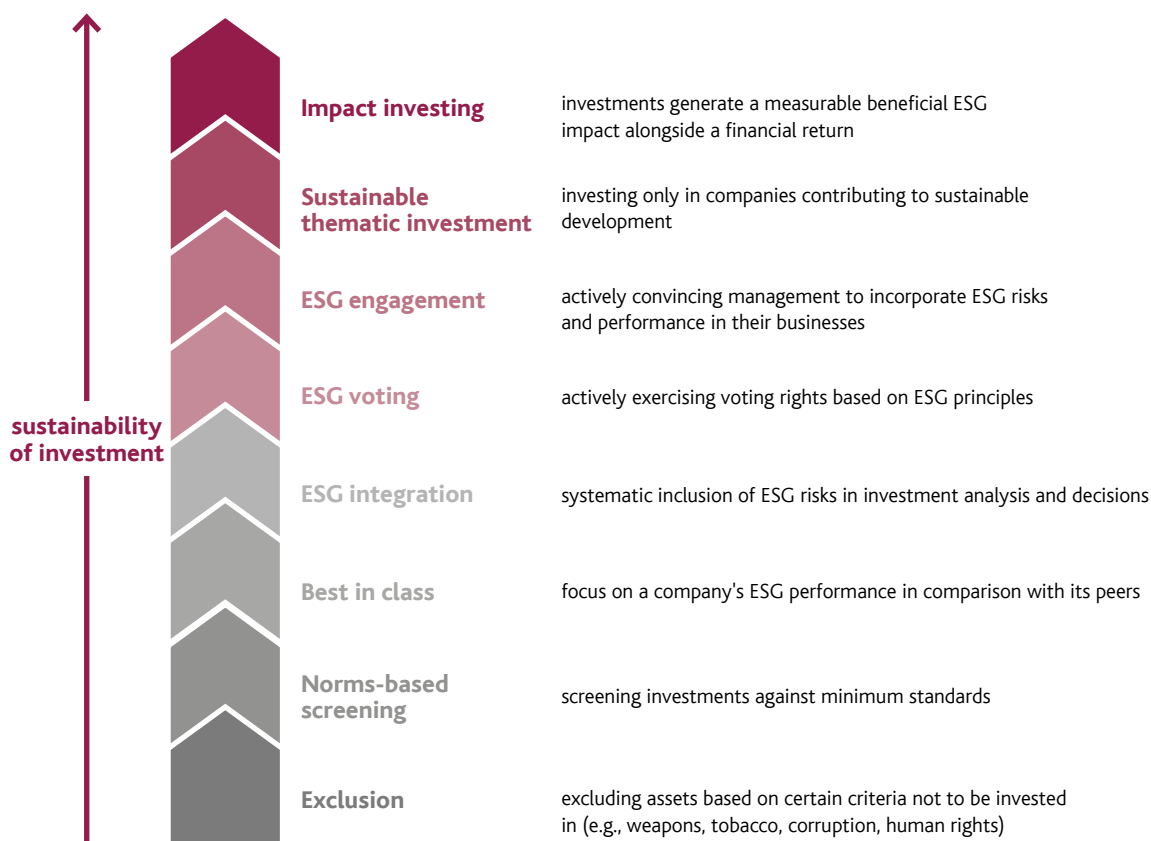 Impact investing
investments generate a measurable beneficial ESG
impact alongside a financial return
Sustainable
thematic investment
investing only in companies contributing to sustainable
development
ESG engagement
actively convincing management to incorporate ESG risks
and performance in their businesses
ESG voting
actively exercising voting rights based on ESG principles
sustainability
of investment
ESG integration
systematic inclusion of ESG risks in investment analysis and decisions
Best in class
focus on a company's ESG performance in comparison with its peers
Norms-based
screening
screening investments against minimum standards
Exclusion
excluding assets based on certain criteria not to be invested
in (e.g., weapons, tobacco, corruption, human rights)